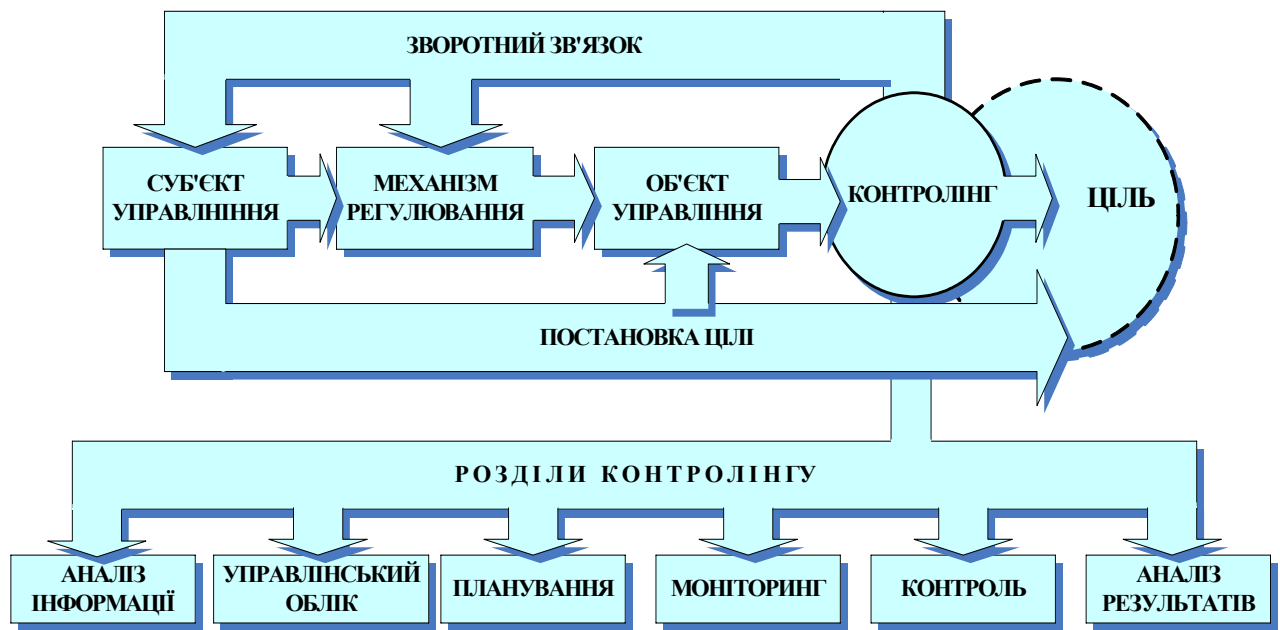 ЗВОРОТНИЙ ЗВ'ЯЗОК
СУБ'ЄКТ
УПРАВЛНІННЯ
МЕХАНІЗМ
РЕГУЛЮВАННЯ
ОБ'ЄКТ
УПРАВЛІННЯ
КОНТРОЛІНГ
ЦІЛЬ
ПОСТАНОВКА ЦІЛІ
РОЗДІЛИ КОНТРОЛІНГУ
АНАЛІЗ
ІНФОРМАЦІЇ
УПРАВЛІНСЬКИЙ
ОБЛІК
ПЛАНУВАННЯ
МОНІТОРИНГ
КОНТРОЛЬ
АНАЛІЗ
РЕЗУЛЬТАТІВ